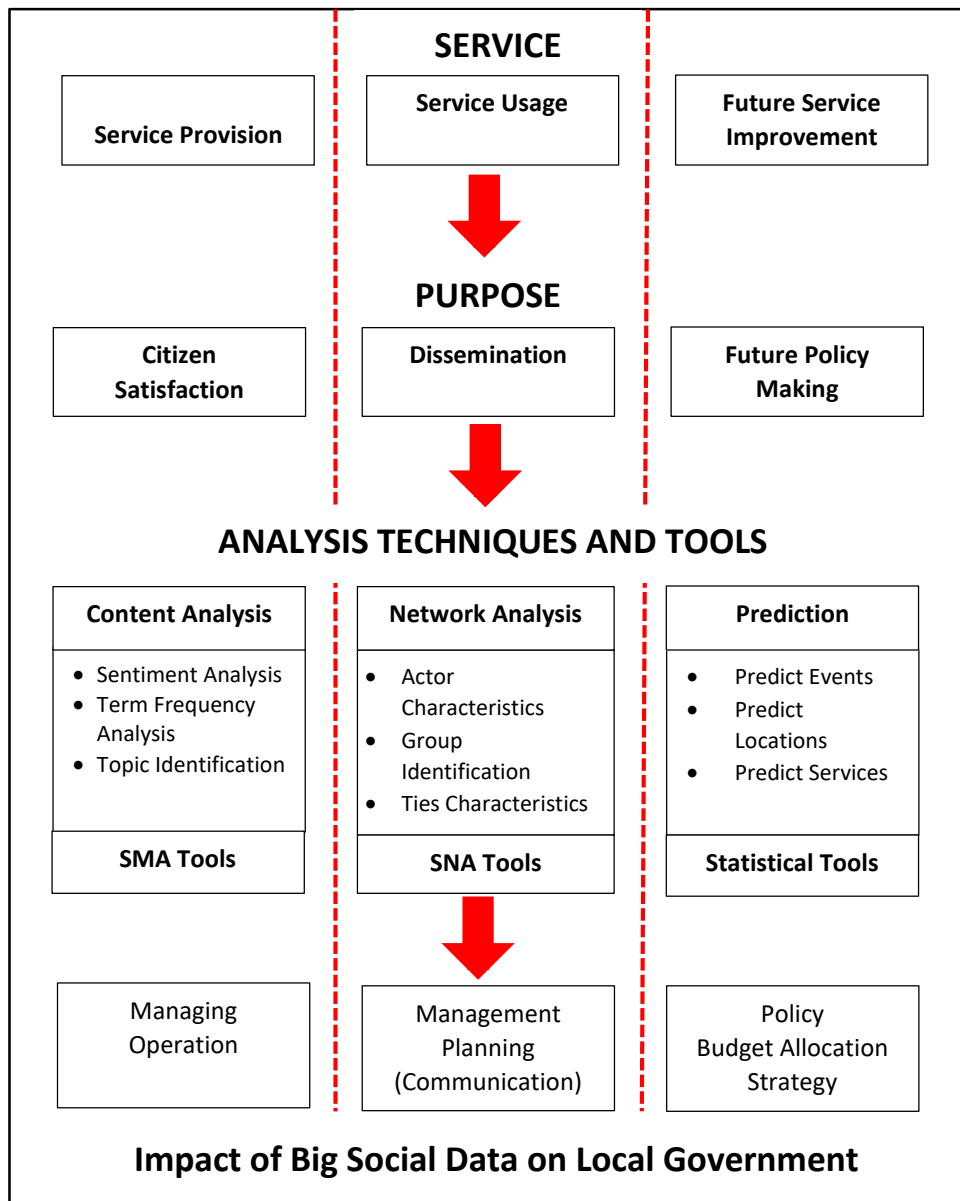 SERVICE
Service Provision
Service Usage
Future Service
Improvement
PURPOSE
Citizen
Satisfaction
Dissemination
Future Policy
Making
ANALYSIS TECHNIQUES AND TOOLS
Content Analysis
• Sentiment Analysis
• Term Frequency
Analysis
• Topic Identification
SMA Tools
Network Analysis
• Actor
Characteristics
• Group
Identification
• Ties Characteristics
SNA Tools
Prediction
• Predict Events
• Predict
Locations
• Predict Services
Statistical Tools
Managing
Operation
Management
Planning
(Communication)
Policy
Budget Allocation
Strategy
Impact of Big Social Data on Local Government